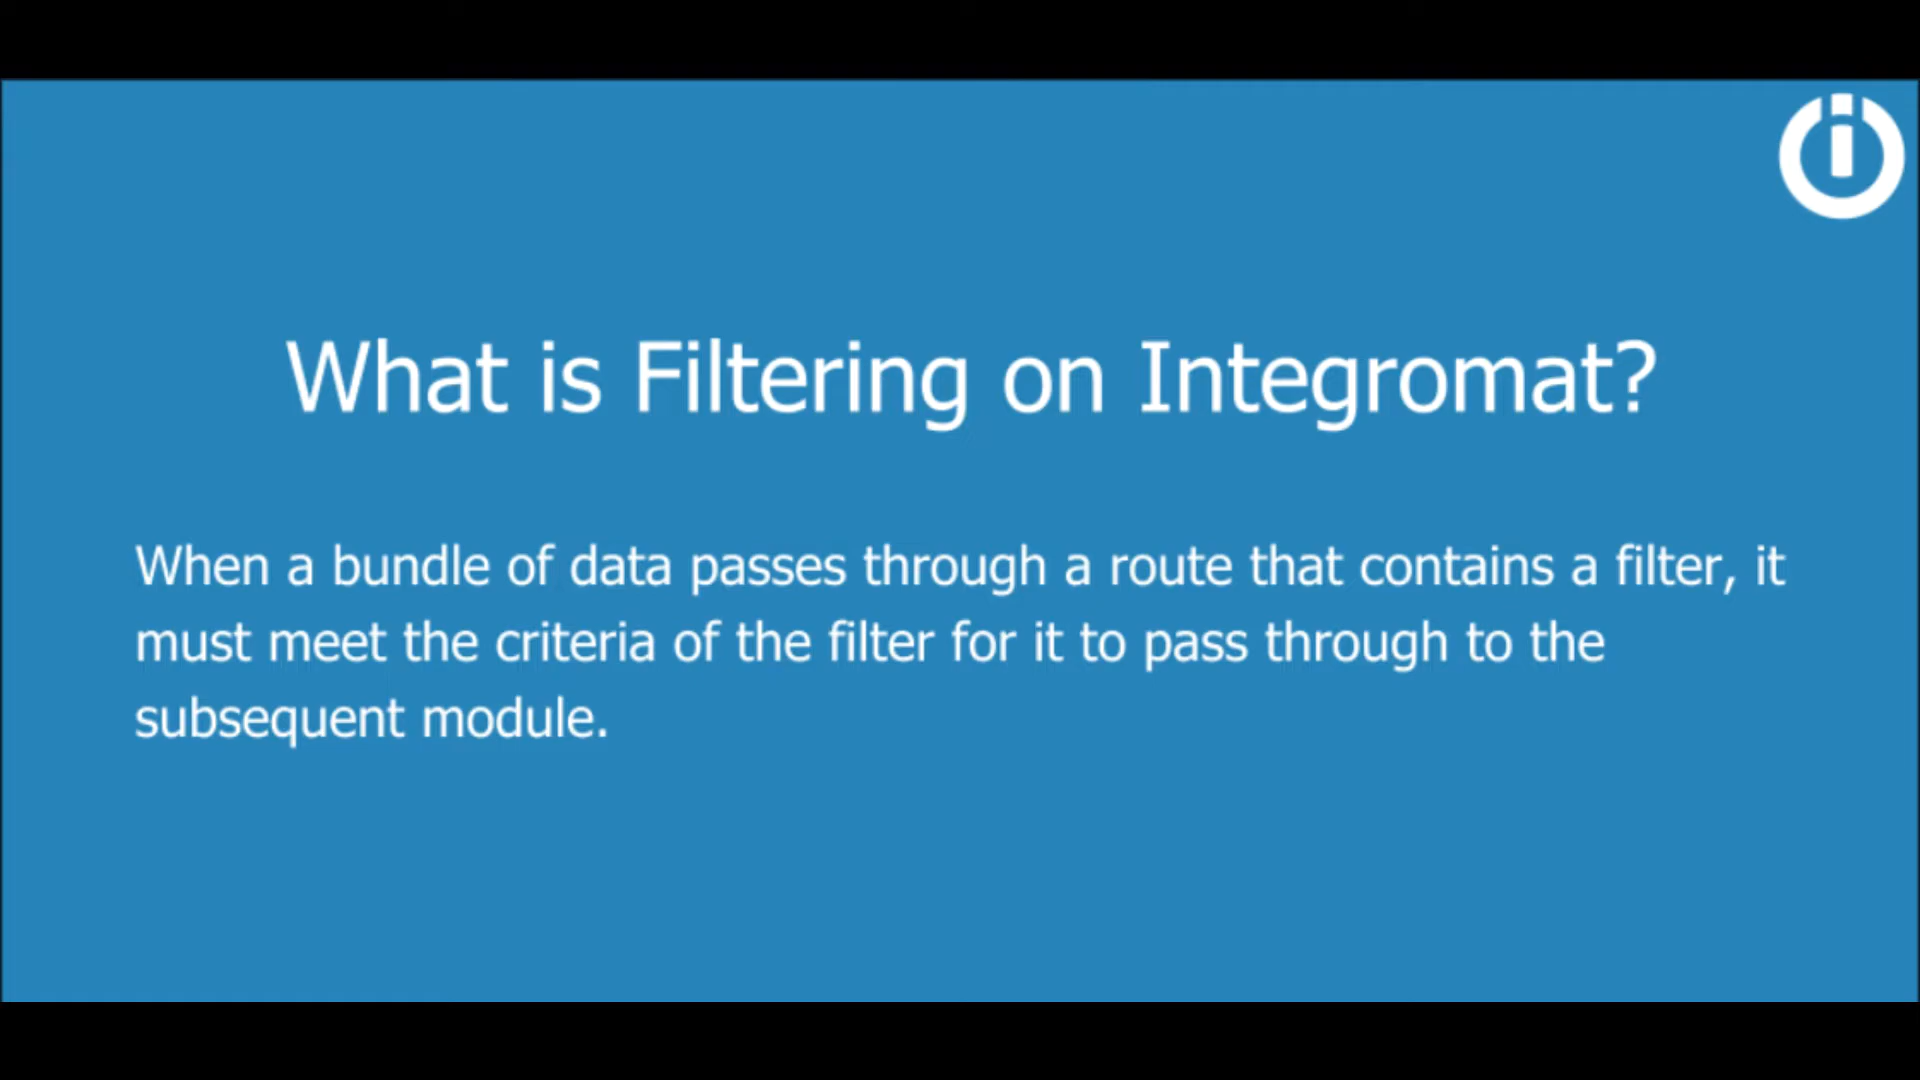 What is Filtering on Integromat?
When a bundle of data passes through a route that contains a filter, it
must meet the criteria of the filter for it to pass through to the
subsequent module.